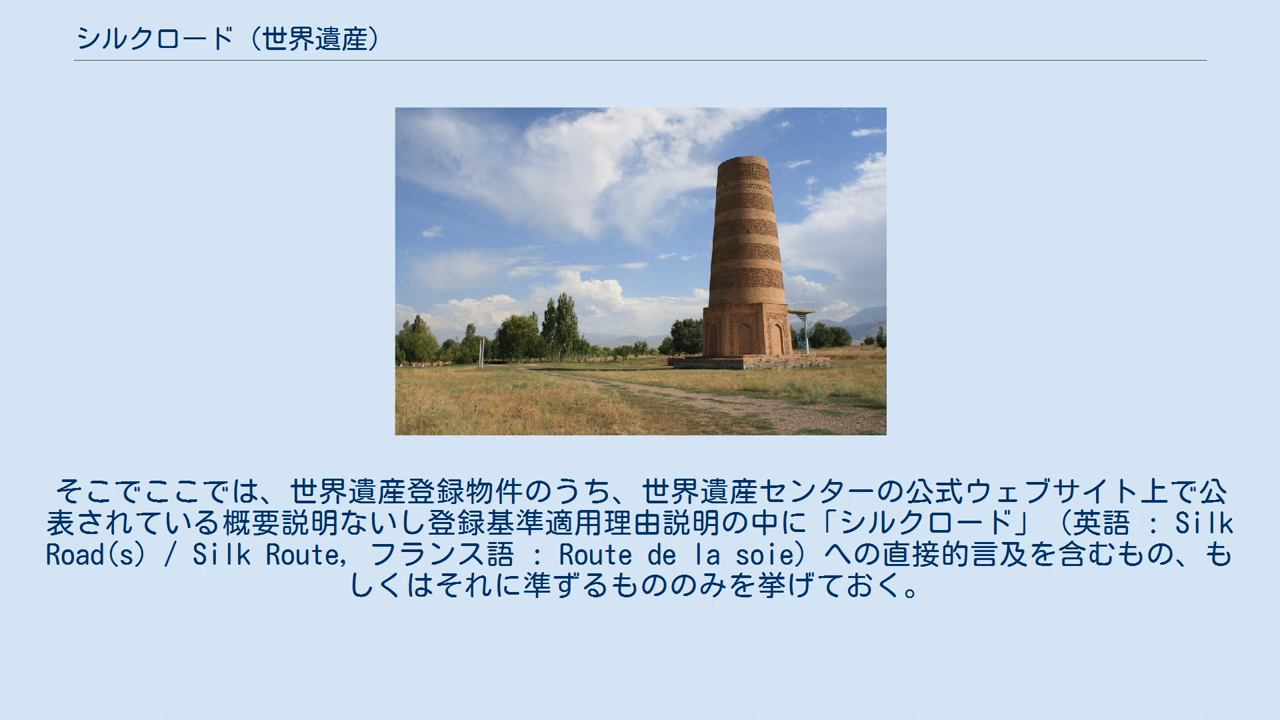 シルクロード（世界遺産）
そこでここでは、世界遺産登録物件のうち、世界遺産センターの公式ウェブサイト上で公
表されている概要説明ないし登録基準適用理由説明の中に「シルクロード」（英語 : Silk
Road(s) / Silk Route, フランス語 : Route de la soie）への直接的言及を含むもの、も
しくはそれに準ずるもののみを挙げておく。